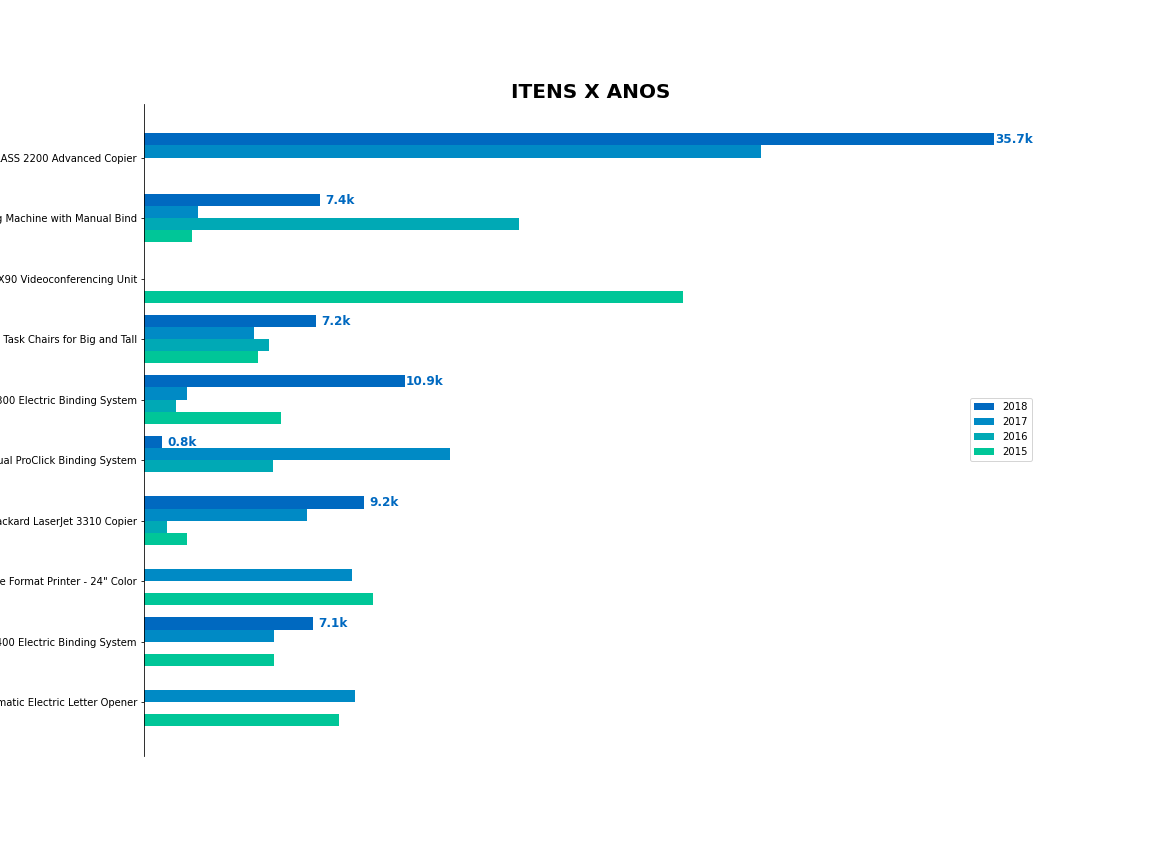 ITENS X ANOS
35.7k
ASS 2200 Advanced Copier
7.4k
g Machine with Manual Bind
X90 Videoconferencing Unit
7.2k
Task Chairs for Big and Tall
10.9k
300 Electric Binding System
2018
2017
2016
2015
0.8k
ual ProClick Binding System
9.2k
ackard LaserJet 3310 Copier
e Format Printer - 24" Color
7.1k
400 Electric Binding System
matic Electric Letter Opener